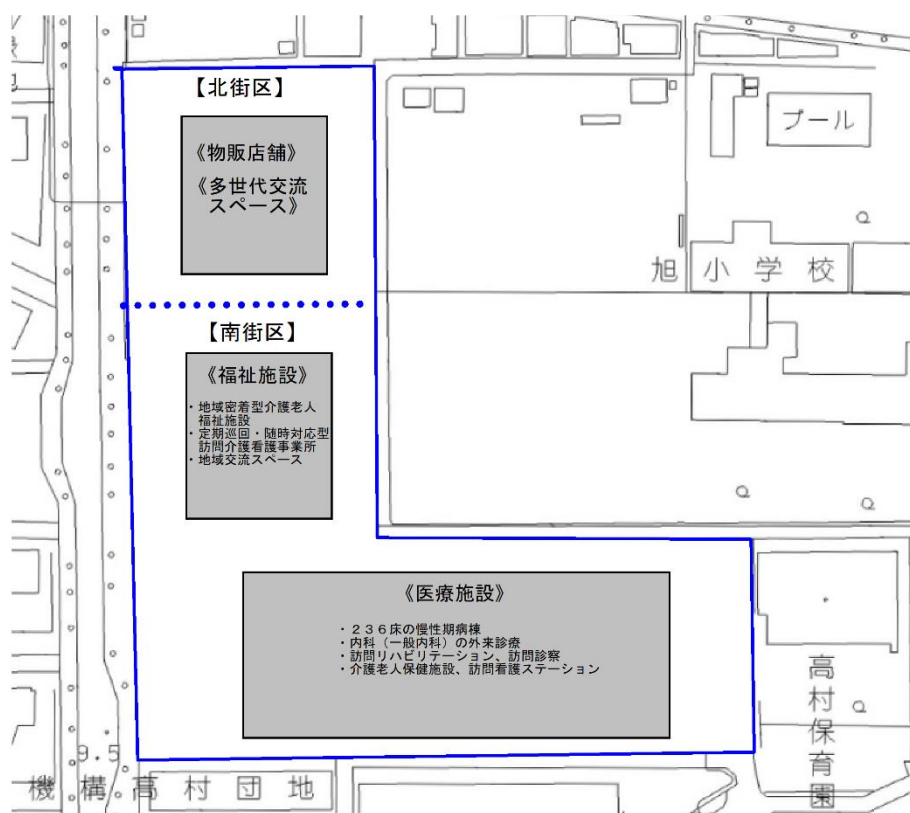 【北街区】
《物販店舗》
《多世代交流
スペース》
プール
旭小学校
【南街区】
《福祉施設》
・地域密着型介護老人
福祉施設
・定期巡回・随時対応型
訪問介護看護事業所
・地域交流スペース
《医療施設》
・２３６床の慢性期病棟
・内科（一般内科）の外来診療
・訪問リハビリテーション、訪問診察
・介護老人保健施設、訪問看護ステーション
高村保育園
9.5
機構高村団地